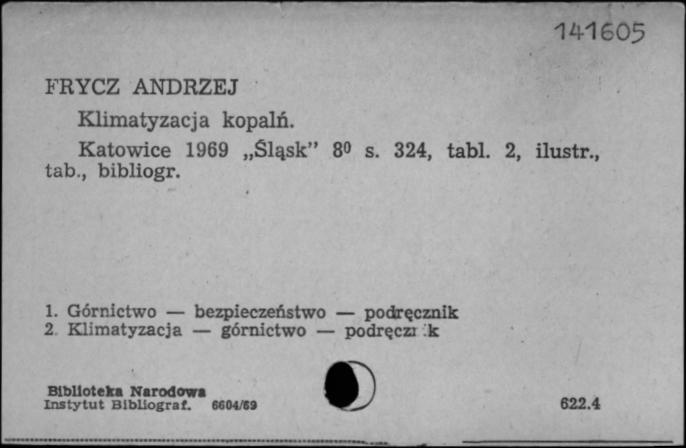 141605
FRYCZ ANDRZEJ
Klimatyzacja kopalń.
Katowice 1969 „Śląsk” 8⁰ s. 324, tabl. 2, ilustr.,
tab., bibliogr.
1. Górnictwo — bezpieczeństwo — podręcznik
2. Klimatyzacja — górnictwo —
Biblioteka Narodowa
Instytut Bibliograf. 6604/69
622.4